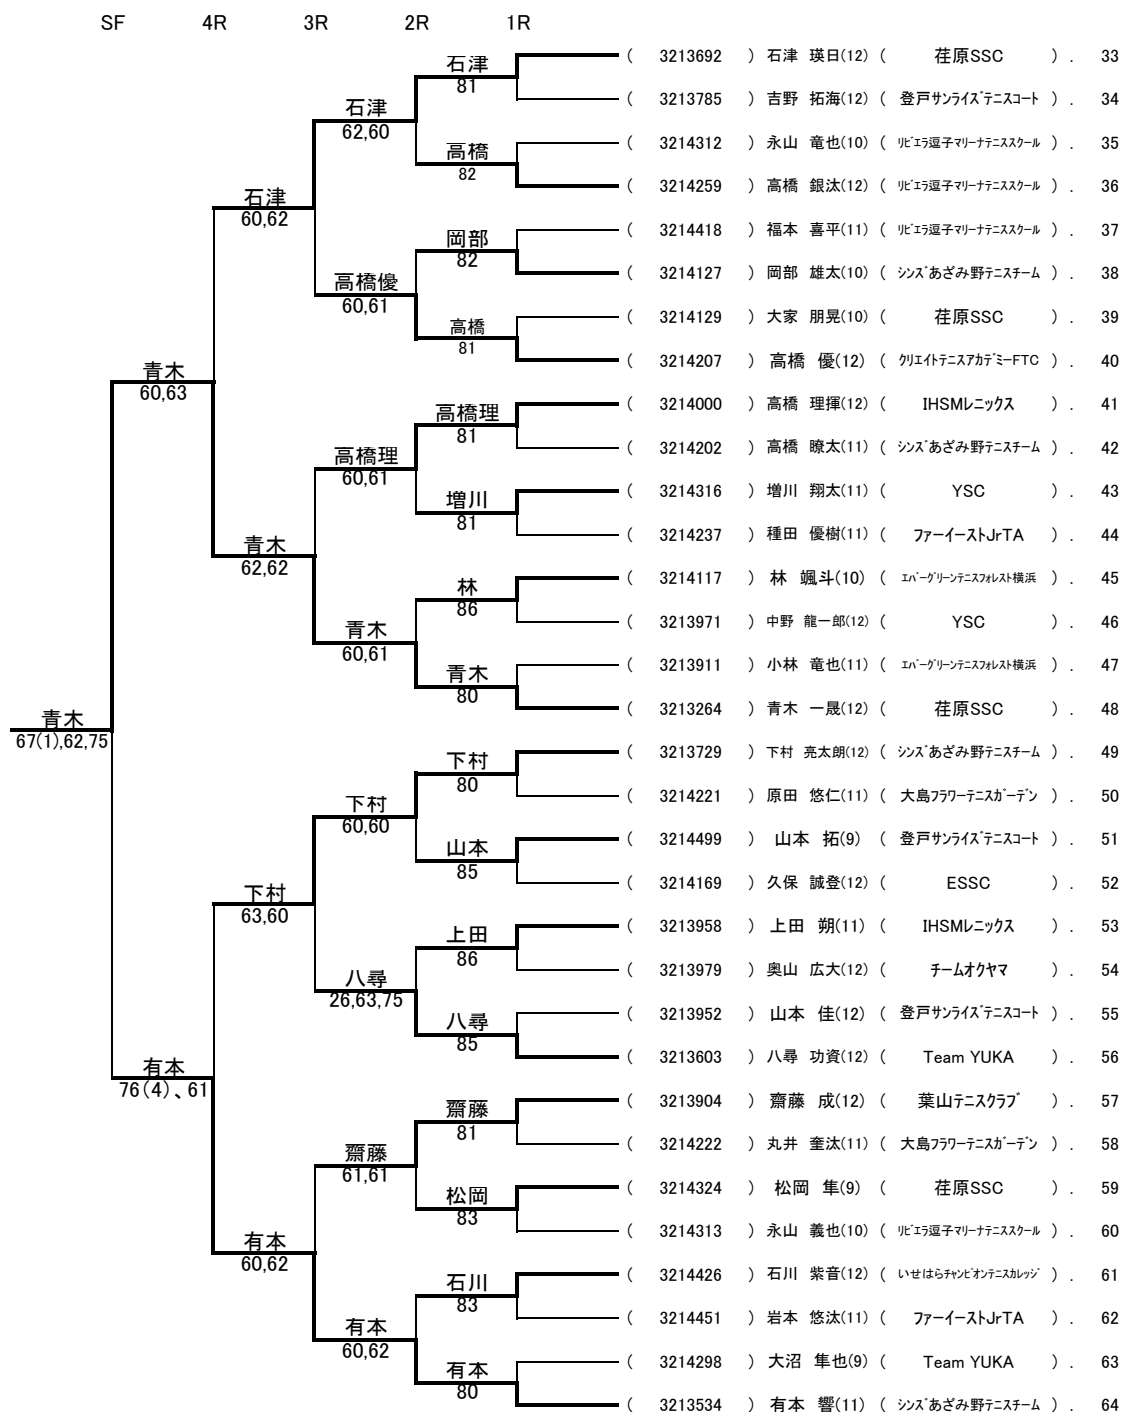 SF 4R 3R 2R 1R
( 3213692 ) 石津 瑛日(12) ( 荏原SSC ) . 33
石津
81
( 3213785 ) 吉野 拓海(12) ( 登戸サンライズテニスコート ) . 34
石津
62,60
( 3214312 ) 永山 竜也(10) ( リビエラ逗子マリーナテニススクール ) . 35
高橋
82
( 3214259 ) 高橋 銀汰(12) ( リビエラ逗子マリーナテニススクール ) . 36
石津
60,62
( 3214418 ) 福本 喜平(11) ( リビエラ逗子マリーナテニススクール ) . 37
岡部
82
( 3214127 ) 岡部 雄太(10) ( シンズあざみ野テニスチーム ) . 38
高橋優
60,61
( 3214129 ) 大家 朋晃(10) ( 荏原SSC ) . 39
高橋
81
( 3214207 ) 高橋 優(12) ( クリエイトテニスアカデミーFTC ) . 40
青木
60,63
( 3214000 ) 高橋 理揮(12) ( IHSMレニックス ) . 41
高橋理
81
( 3214202 ) 高橋 瞭太(11) ( シンズあざみ野テニスチーム ) . 42
高橋理
60,61
( 3214316 ) 増川 翔太(11) ( YSC ) . 43
増川
81
( 3214237 ) 種田 優樹(11) ( ファーイーストJrTA ) . 44
青木
62,62
( 3214117 ) 林 颯斗(10) ( エバーグリーンテニスフォレスト横浜 ) . 45
林
86
( 3213971 ) 中野 龍一郎(12) ( YSC ) . 46
青木
60,61
( 3213911 ) 小林 竜也(11) ( エバーグリーンテニスフォレスト横浜 ) . 47
青木
80
( 3213264 ) 青木 一晟(12) ( 荏原SSC ) . 48
青木
67(1),62,75
( 3213729 ) 下村 亮太朗(12) ( シンズあざみ野テニスチーム ) . 49
下村
80
( 3214221 ) 原田 悠仁(11) ( 大島フラワーテニスガーデン ) . 50
下村
60,60
( 3214499 ) 山本 拓(9) ( 登戸サンライズテニスコート ) . 51
山本
85
( 3214169 ) 久保 誠登(12) ( ESSC ) . 52
下村
63,60
( 3213958 ) 上田 朔(11) ( IHSMレニックス ) . 53
上田
86
( 3213979 ) 奥山 広大(12) ( チームオクヤマ ) . 54
八尋
26,63,75
( 3213952 ) 山本 佳(12) ( 登戸サンライズテニスコート ) . 55
八尋
85
( 3213603 ) 八尋 功資(12) ( Team YUKA ) . 56
有本
76(4)、61
( 3213904 ) 齋藤 成(12) ( 葉山テニスクラブ ) . 57
齋藤
81
( 3214222 ) 丸井 奎汰(11) ( 大島フラワーテニスガーデン ) . 58
齋藤
61,61
( 3214324 ) 松岡 隼(9) ( 荏原SSC ) . 59
松岡
83
( 3214313 ) 永山 義也(10) ( リビエラ逗子マリーナテニススクール ) . 60
有本
60,62
( 3214426 ) 石川 紫音(12) ( いせはらチャンピオンテニスカレッジ ) . 61
石川
83
( 3214451 ) 岩本 悠汰(11) ( ファーイーストJrTA ) . 62
有本
60,62
( 3214298 ) 大沼 隼也(9) ( Team YUKA ) . 63
有本
80
( 3213534 ) 有本 響(11) ( シンズあざみ野テニスチーム ) . 64